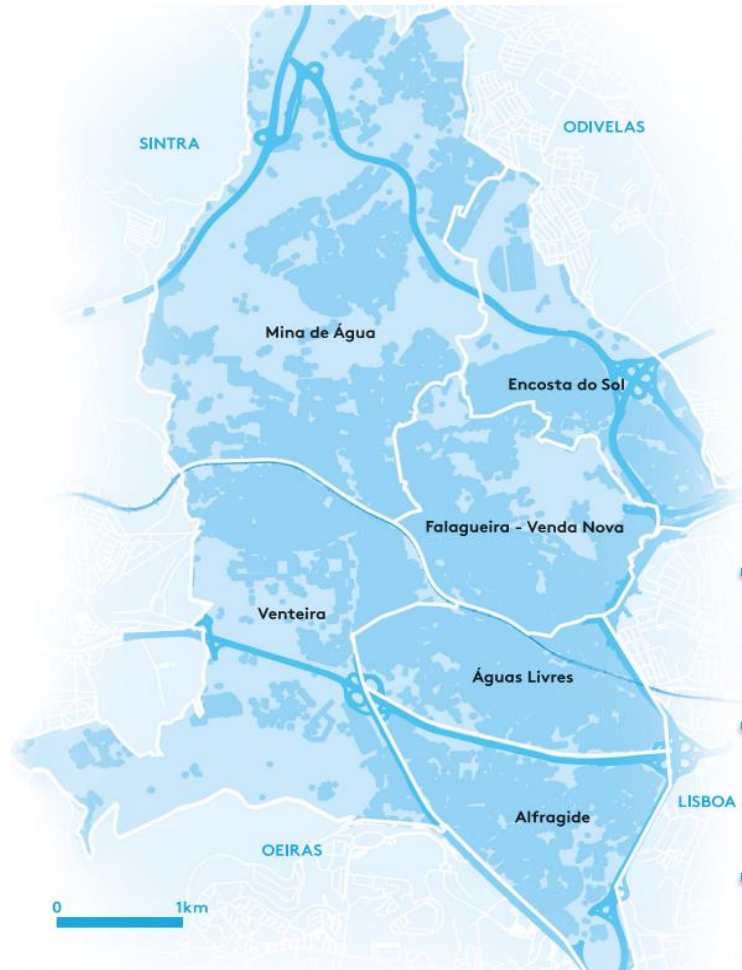 SINTRA
ODIVELAS
Mina de Água
Encosta do Sol
Falagueira - Venda Nova
Venteira
Águas Livres
Alfragide
LISBOA
OEIRAS
0 1km